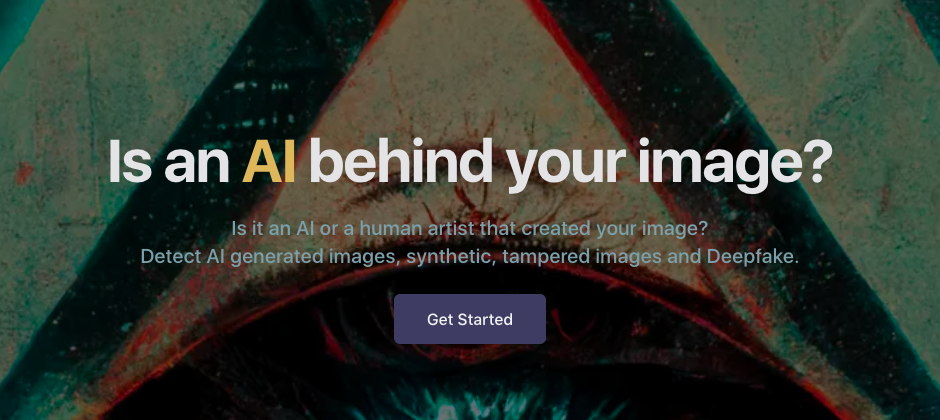 Is an AI behind your image?
Is it an AI or a human artist that created your image?
Detect AI generated images, synthetic, tampered images and Deepfake.
Get Started